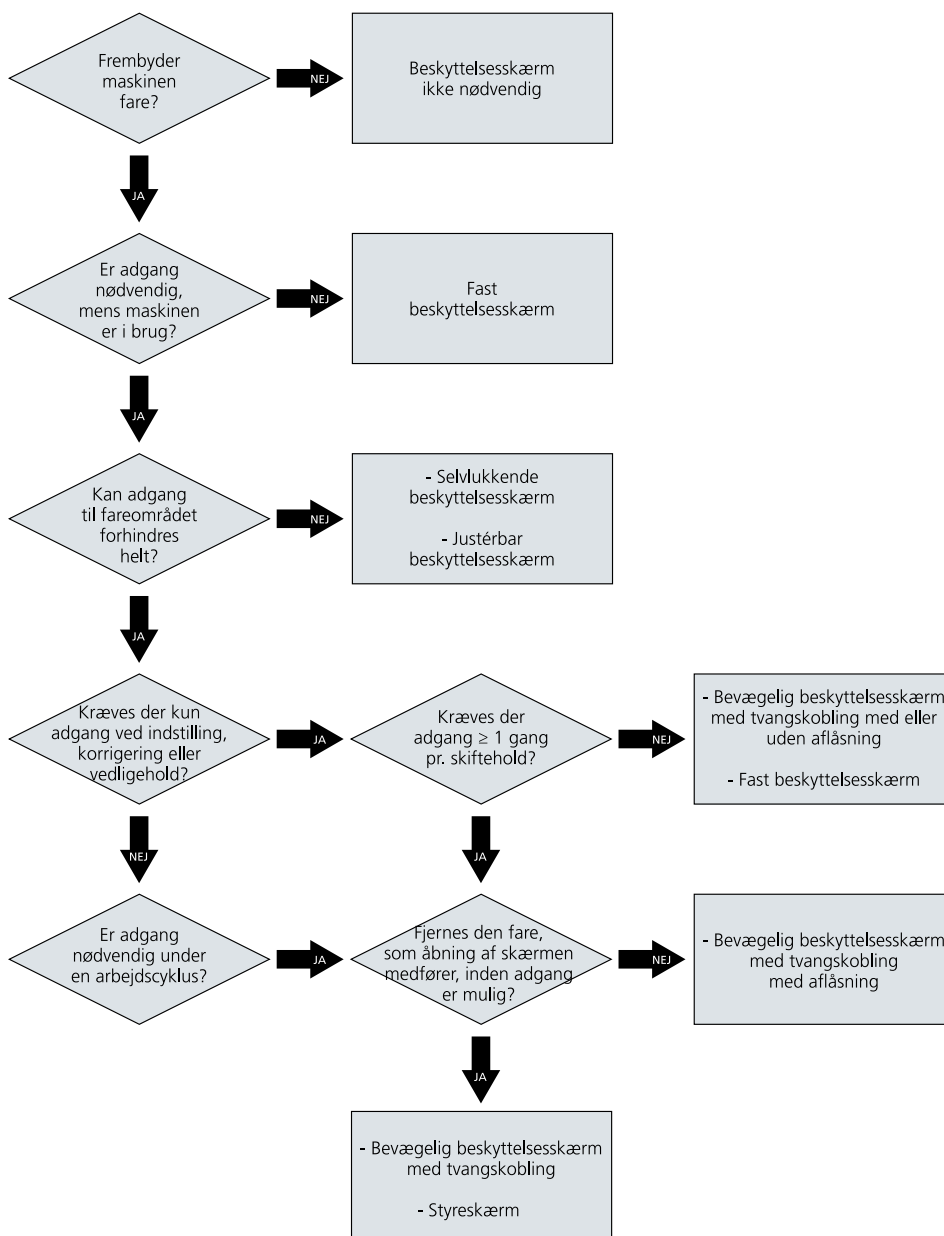 Frembyder
maskinen
fare?
NEJ
Beskyttelsesskærm
ikke nødvendig
JA
Er adgang
nødvendig,
mens maskinen
er i brug?
NEJ
Fast
beskyttelsesskærm
JA
Kan adgang
til fareområdet
forhindres
helt?
NEJ
- Selvlukkende
beskyttelsesskærm
- Justérbar
beskyttelsesskærm
JA
Kræves der kun
adgang ved indstilling,
korrigering eller
vedligehold?
JA
Kræves der
adgang ≥ 1 gang
pr. skiftehold?
NEJ
- Bevægelig beskyttelsesskærm
med tvangskobling med eller
uden aflåsning
- Fast beskyttelsesskærm
NEJ
JA
Er adgang
nødvendig under
en arbejdscyklus?
JA
Fjernes den fare,
som åbning af skærmen
medfører, inden adgang
er mulig?
NEJ
- Bevægelig beskyttelsesskærm
med tvangskobling
med aflåsning
JA
- Bevægelig beskyttelsesskærm
med tvangskobling
- Styreskærm